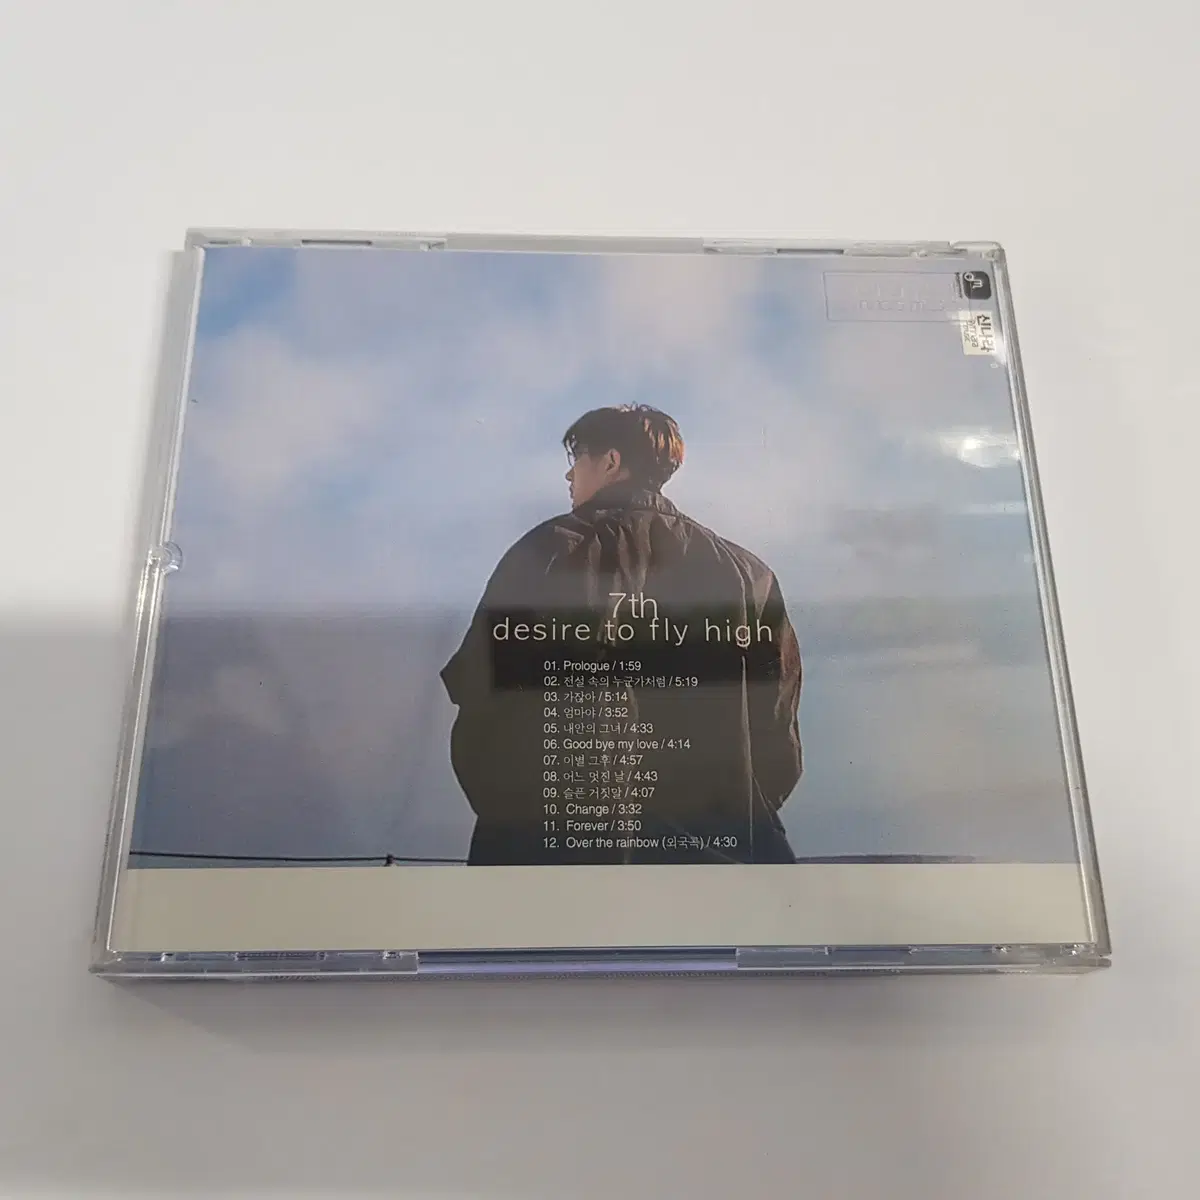 신나라
7th
desire to fly high
01. Prologue / 1:59
02. 전설 속의 누군가처럼 / 5:19
03. 가잖아 / 5:14
04. 엄마야 / 3:52
05. 내안의 그녀 / 4:33
06. Good bye my love / 4:14
07. 이별 그후 / 4:57
08. 어느 멋진 날 / 4:43
09. 슬픈 거짓말 / 4:07
10. Change / 3:32
11. Forever / 3:50
12. Over the rainbow (외국곡) / 4:30